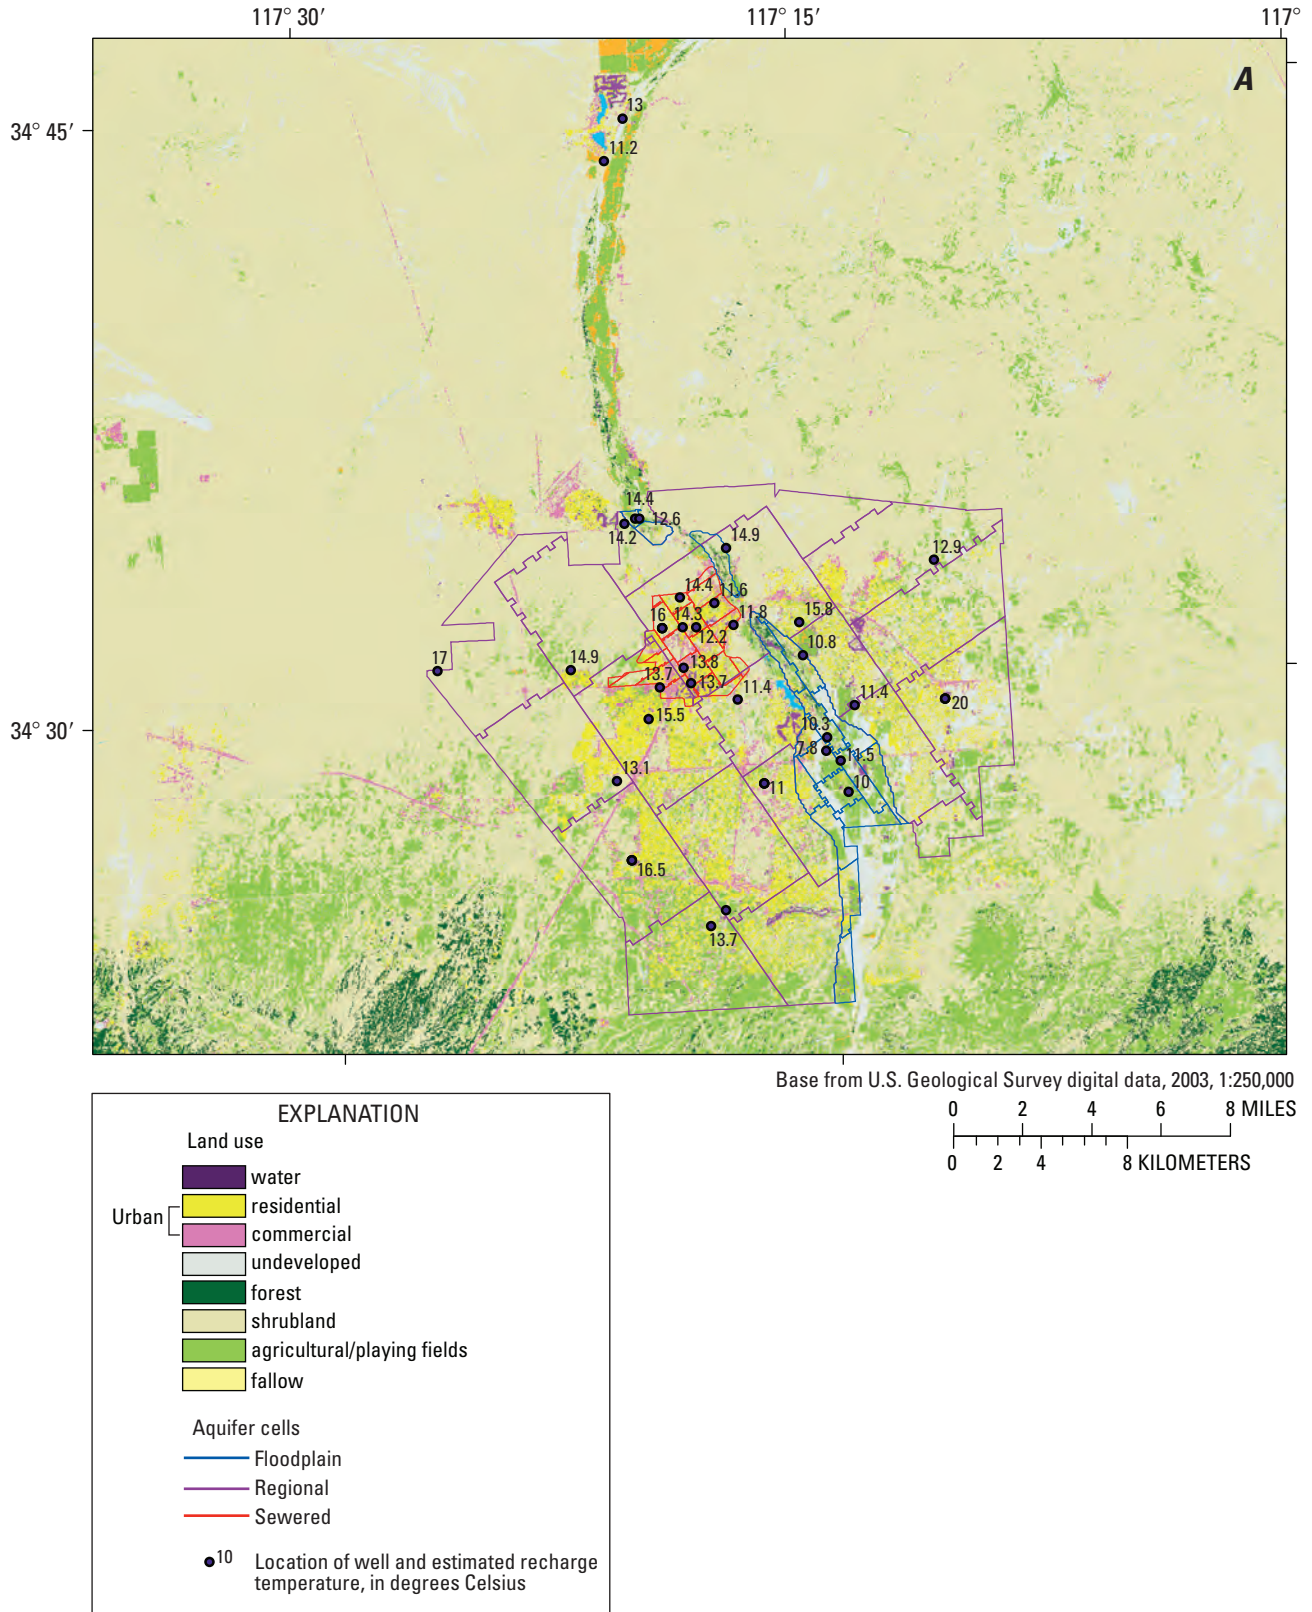 117° 30′
117° 15′
117°
A
34° 45′
13
11.2
14.4
12.6
14.2
14.9
12.9
14.4
11.6
16
14.3
12.2
11.8
15.8
10.8
17
14.9
13.8
13.7
13.7
11.4
11.4
20
15.5
34° 30′
10.3
7.8
11.5
13.1
11
10
16.5
13.7
Base from U.S. Geological Survey digital data, 2003, 1:250,000
0 2 4 6 8 MILES
0 2 4 8 KILOMETERS
EXPLANATION
Land use
water
residential
Urban
commercial
undeveloped
forest
shrubland
agricultural/playing fields
fallow
Aquifer cells
Floodplain
Regional
Sewered
10 Location of well and estimated recharge
temperature, in degrees Celsius